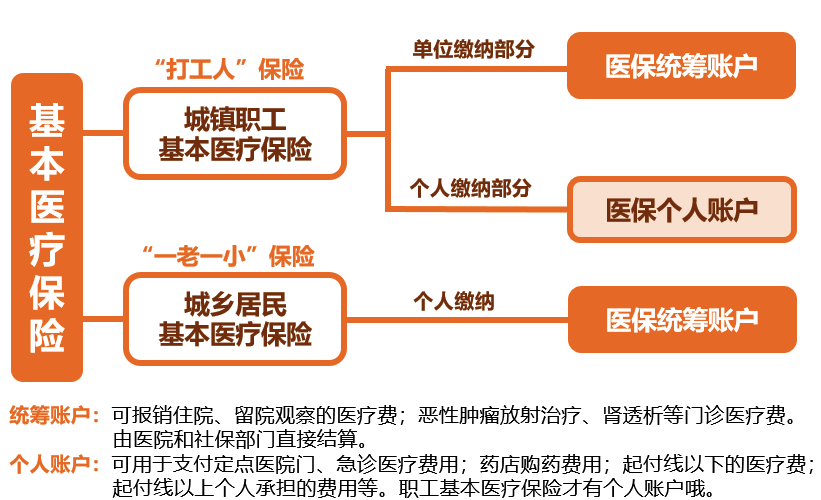 基本医疗保险
“打工人”保险
城镇职工
基本医疗保险
单位缴纳部分
医保统筹账户
个人缴纳部分
医保个人账户
“一老一小”保险
城乡居民
基本医疗保险
个人缴纳
医保统筹账户
统筹账户：可报销住院、留院观察的医疗费；恶性肿瘤放射治疗、肾透析等门诊医疗费。
由医院和社保部门直接结算。
个人账户：可用于支付定点医院门、急诊医疗费用；药店购药费用；起付线以下的医疗费；
起付线以上个人承担的费用等。职工基本医疗保险才有个人账户哦。